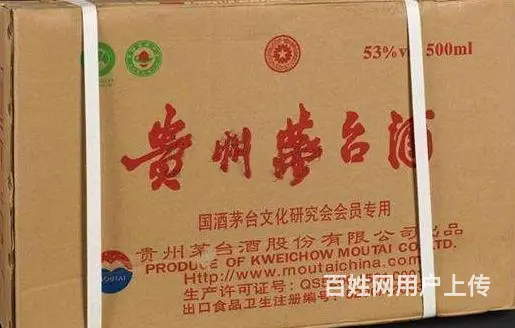 53%v 500ml
贵州茅台酒
国酒茅台文化研究会会员专用
贵州茅台酒股份有限公司出品
PRODUCE OF KWEICHOW MOUTAI CO. LTD.
MOUTAI
http://www.moutaichina.com
生产许可证号: QS5
出口食品卫生注册编号:
百姓网用户上传